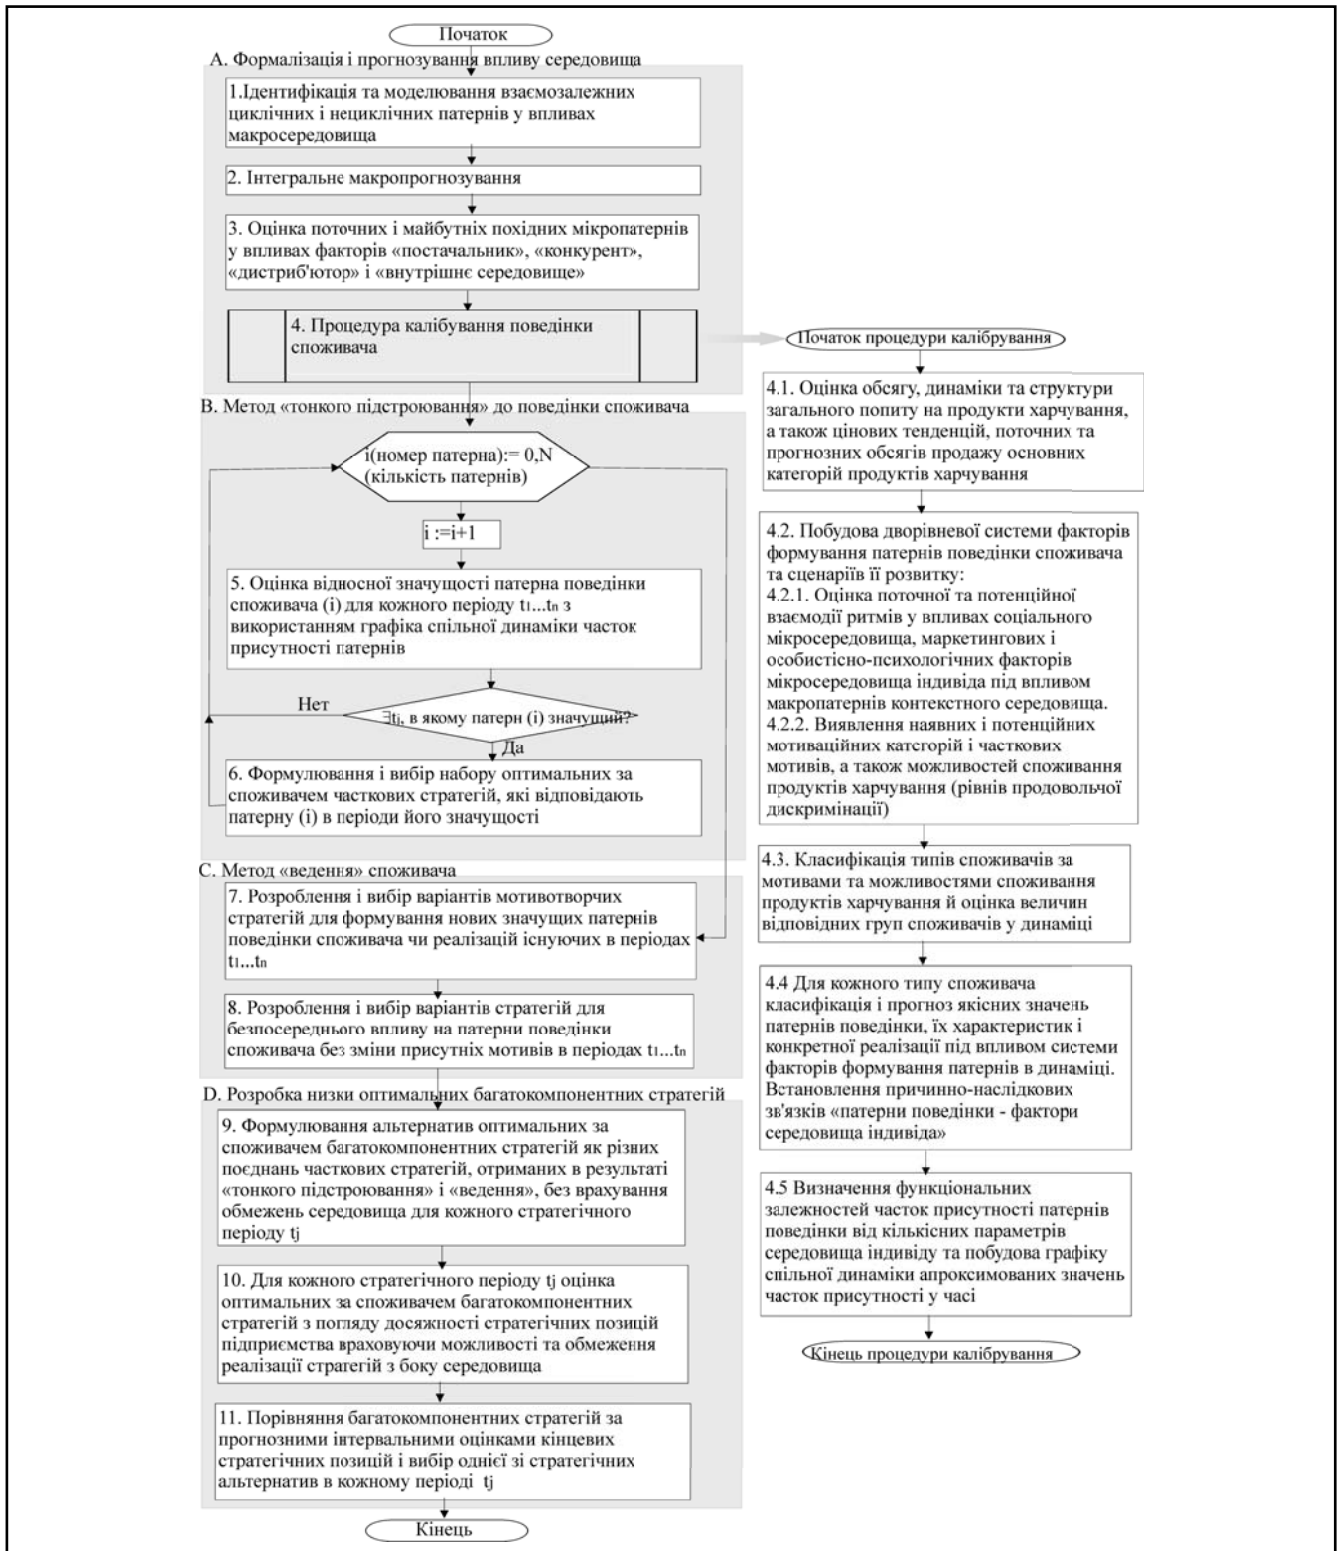 Початок
А. Формалізація і прогнозування впливу середовища
1.Ідентифікація та моделювання взаємозалежних
циклічних і нециклічних патернів у впливах
макросередовища
2. Інтегральне макропрогнозування
3. Оцінка поточних і майбутніх похідних мікропатернів
у впливах факторів «постачальник», «конкурент»,
«дистриб'ютор» і «внутрішнє середовище»
4. Процедура калібування поведінки
споживача
В. Метод «тонкого підстроювання» до поведінки споживача
i(номер патерна):= 0,N
(кількість патернів)
i :=i+1
5. Оцінка відносної значущості патерна поведінки
споживача (i) для кожного періоду t1...tn з
використанням графіка спільної динаміки часток
присутності патернів
Нет
∃tj, в якому патерн (i) значущий?
Да
6. Формулювання і вибір набору оптимальних за
споживачем часткових стратегій, які відповідають
патерну (i) в періоди його значущості
С. Метод «ведення» споживача
7. Розроблення і вибір варіантів мотивотворчих
стратегій для формування нових значущих патернів
поведінки споживача чи реалізацій існуючих в періодах
t1...tn
8. Розроблення і вибір варіантів стратегій для
безпосереднього впливу на патерни поведінки
споживача без зміни присутніх мотивів в періодах t1...tn
D. Розробка низки оптимальних багатокомпонентних стратегій
9. Формулювання альтернатив оптимальних за
споживачем багатокомпонентних стратегій як різних
поєднань часткових стратегій, отриманих в результаті
«тонкого підстроювання» і «ведення», без врахування
обмежень середовища для кожного стратегічного
періоду tj
10. Для кожного стратегічного періоду tj оцінка
оптимальних за споживачем багатокомпонентних
стратегій з погляду досяжності стратегічних позицій
підприємства враховуючи можливості та обмеження
реалізації стратегій з боку середовища
11. Порівняння багатокомпонентних стратегій за
прогнозними інтервальними оцінками кінцевих
стратегічних позицій і вибір однієї зі стратегічних
альтернатив в кожному періоді tj
Кінець
Початок процедури калібрування
4.1. Оцінка обсягу, динаміки та структури
загального попиту на продукти харчування,
а також цінових тенденцій, поточних та
прогнозних обсягів продажу основних
категорій продуктів харчування
4.2. Побудова дворівневої системи факторів
формування патернів поведінки споживача
та сценаріїв її розвитку:
4.2.1. Оцінка поточної та потенційної
взаємодії ритмів у впливах соціального
мікросередовища, маркетингових і
особистісно-психологічних факторів
мікросередовища індивіда під впливом
макропатернів контекстного середовища.
4.2.2. Виявлення наявних і потенційних
мотиваційних категорій і часткових
мотивів, а також можливостей споживання
продуктів харчування (рівнів продовольчої
дискримінації)
4.3. Класифікація типів споживачів за
мотивами та можливостями споживання
продуктів харчування й оцінка величин
відповідних груп споживачів у динаміці
4.4 Для кожного типу споживача
класифікація і прогноз якісних значень
патернів поведінки, їх характеристик і
конкретної реалізації під впливом системи
факторів формування патернів в динаміці.
Встановлення причинно-наслідкових
зв'язків «патерни поведінки - фактори
середовища індивіда»
4.5 Визначення функціональних
залежностей часток присутності патернів
поведінки від кількісних параметрів
середовища індивіду та побудова графіку
спільної динаміки апроксимованих значень
часток присутності у часі
Кінець процедури калібрування